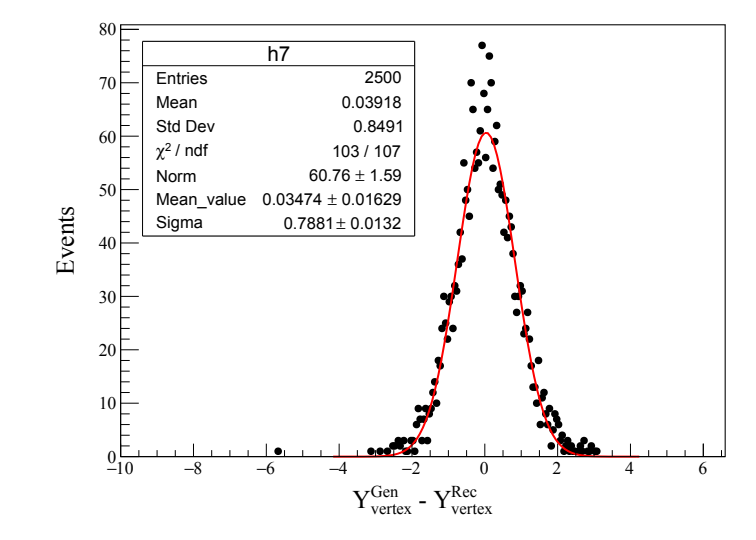 80
70
60
50
40
30
20
10
0
Events
h7
Entries 2500
Mean 0.03918
Std Dev 0.8491
χ² / ndf 103 / 107
Norm 60.76 ± 1.59
Mean_value 0.03474 ± 0.01629
Sigma 0.7881 ± 0.0132
−10 −8 −6 −4 −2 0 2 4 6
Y^Gen_vertex - Y^Rec_vertex